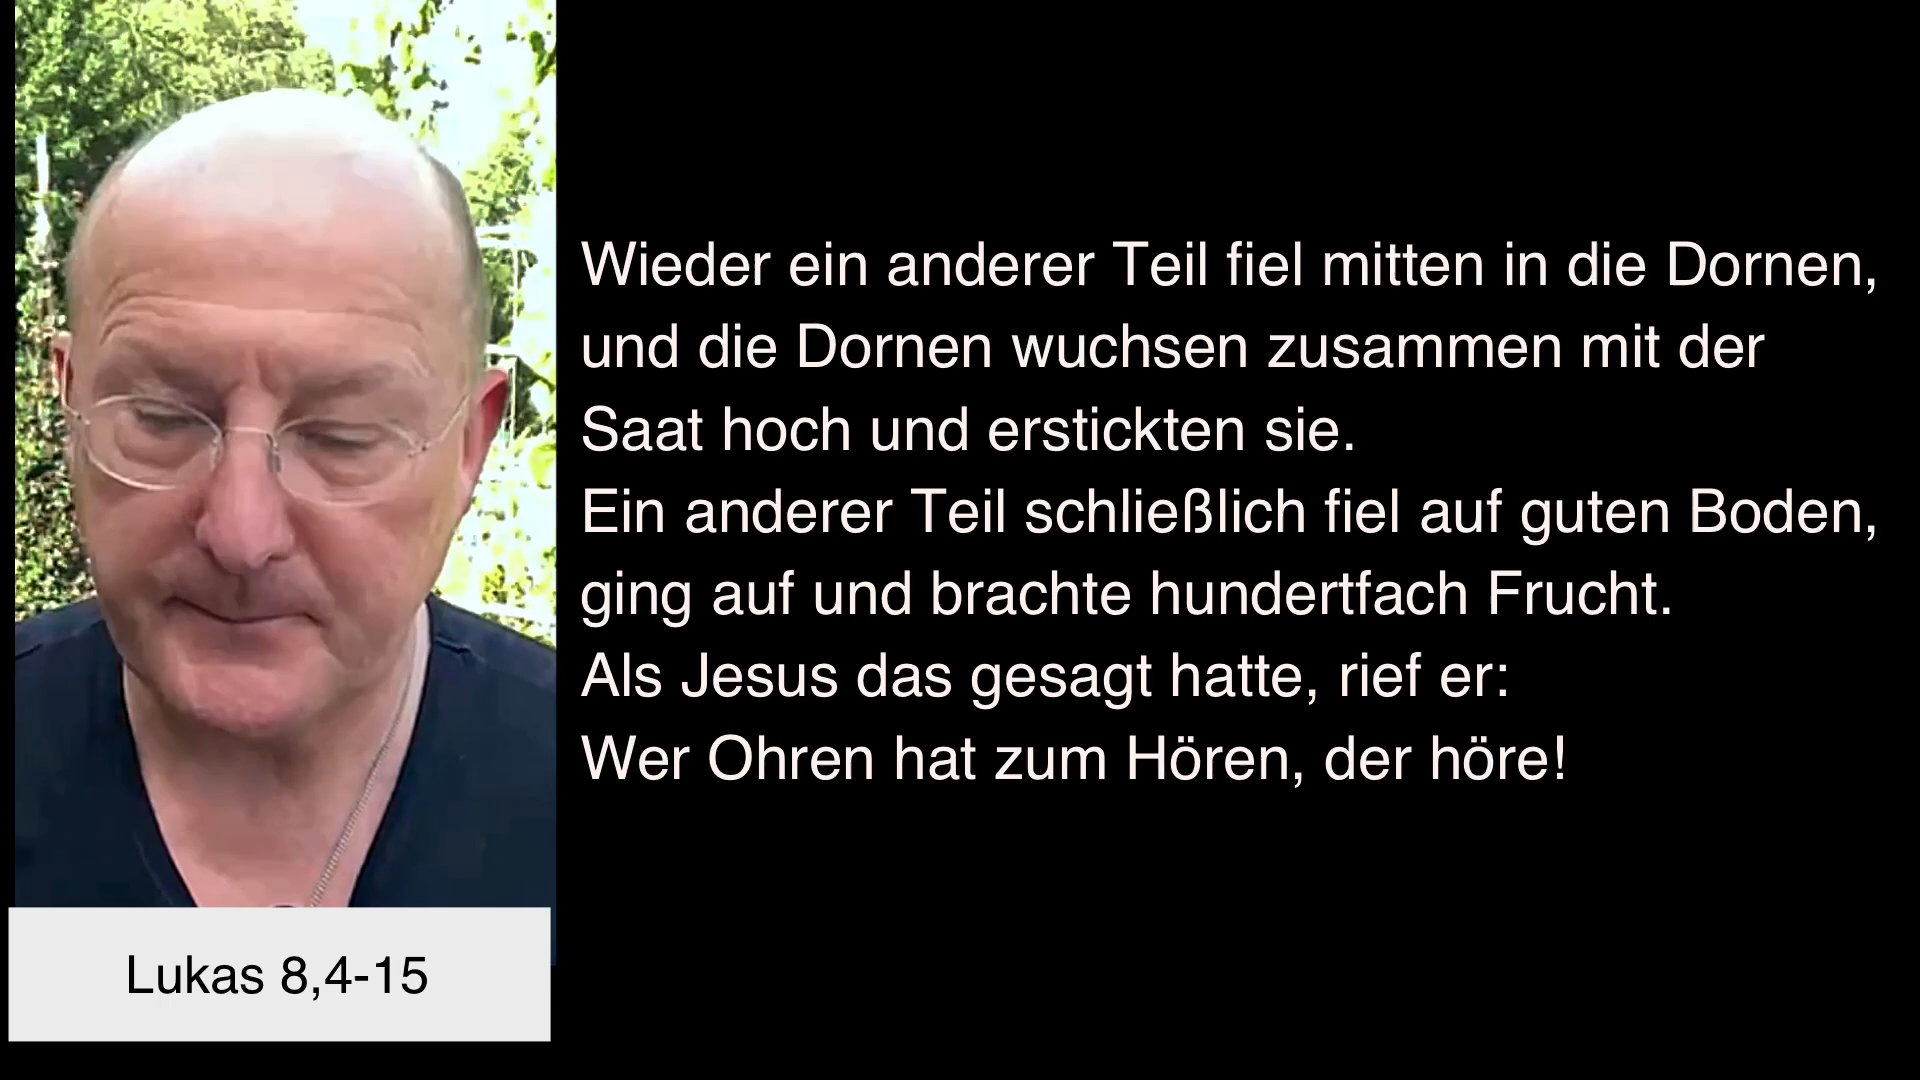 Wieder ein anderer Teil fiel mitten in die Dornen,
und die Dornen wuchsen zusammen mit der
Saat hoch und erstickten sie.
Ein anderer Teil schließlich fiel auf guten Boden,
ging auf und brachte hundertfach Frucht.
Als Jesus das gesagt hatte, rief er:
Wer Ohren hat zum Hören, der höre!
Lukas 8,4-15